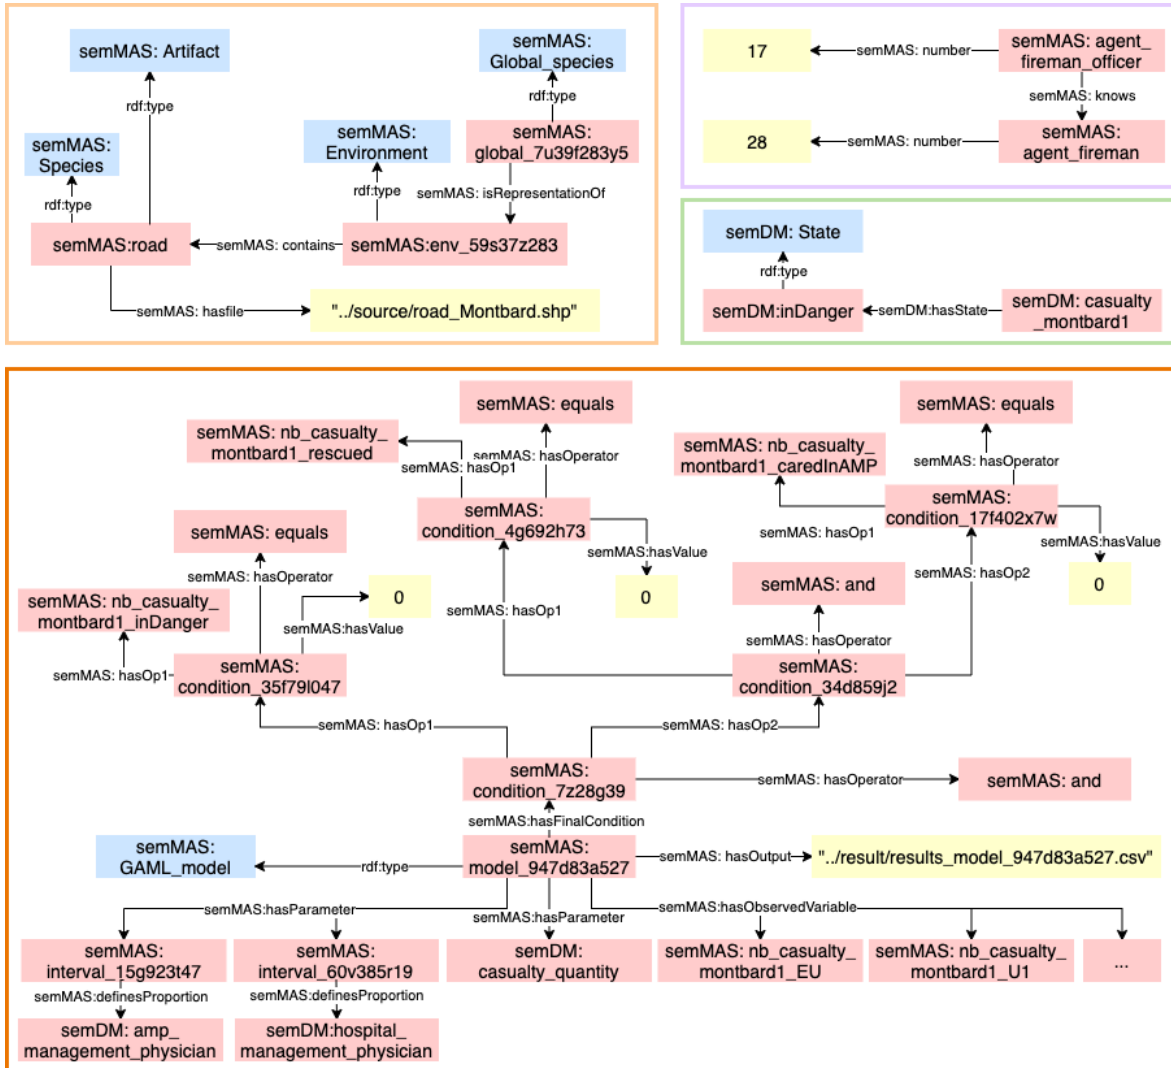 semMAS: Artifact
semMAS:
Global_species
rdf:type
rdf:type
semMAS:
Species
semMAS:
Environment
semMAS:
global_7u39f283y5
rdf:type
rdf:type
semMAS: isRepresentationOf
semMAS:road
semMAS: contains
semMAS:env_59s37z283
semMAS: hasfile
"../source/road_Montbard.shp"
17
semMAS: number
semMAS: agent_
fireman_officer
semMAS: knows
28
semMAS: number
semMAS:
agent_fireman
semDM: State
rdf:type
semDM:inDanger
semDM:hasState
semDM: casualty
_montbard1
semMAS: equals
semMAS: equals
semMAS: nb_casualty_
montbard1_rescued
semMAS: hasOp1
semMAS: hasOperator
semMAS: nb_casualty_
montbard1_caredInAMP
semMAS: hasOperator
semMAS:
condition_4g692h73
semMAS:
condition_17f402x7w
semMAS: equals
semMAS:hasValue
semMAS: hasOp1
semMAS:hasValue
semMAS: hasOperator
semMAS: hasOp2
0
0
0
semMAS: and
semMAS: nb_casualty_
montbard1_inDanger
semMAS: hasOp1
semMAS:hasValue
semMAS: hasOperator
semMAS: hasOp1
semMAS:
condition_35f79l047
semMAS:
condition_34d859j2
semMAS: hasOp1
semMAS: hasOp2
semMAS:
condition_7z28g39
semMAS: hasOperator
semMAS: and
semMAS:hasFinalCondition
semMAS:
GAML_model
rdf:type
semMAS:
model_947d83a527
semMAS: hasOutput
"../result/results_model_947d83a527.csv"
semMAS:hasParameter
semMAS:hasParameter
semMAS:hasObservedVariable
semMAS:
interval_15g923t47
semMAS:
interval_60v385r19
semDM:
casualty_quantity
semMAS: nb_casualty_
montbard1_EU
semMAS: nb_casualty_
montbard1_U1
...
semMAS:definesProportion
semMAS:definesProportion
semDM: amp_
management_physician
semDM:hospital_
management_physician